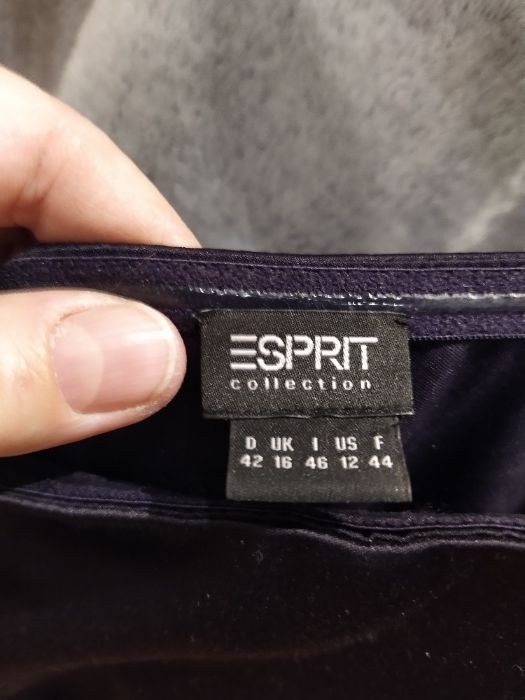 ESPRIT
collection
D UK I US F
42 16 46 12 44